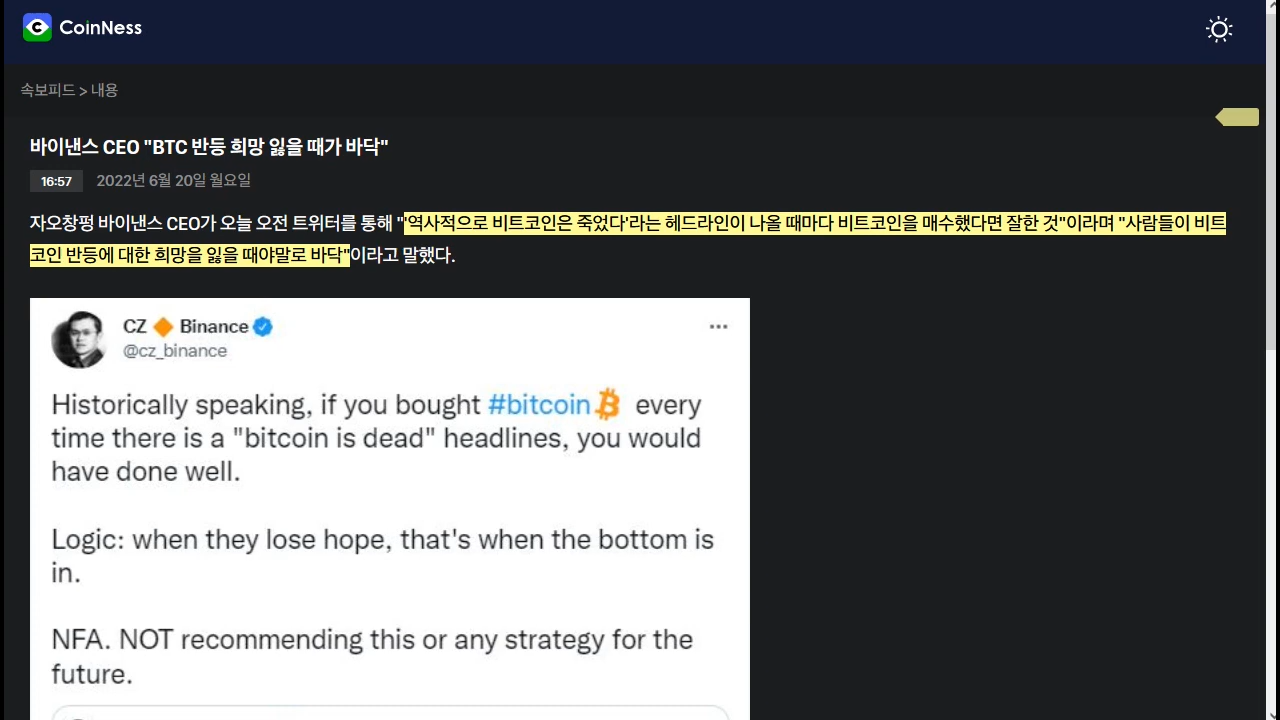 CoinNess
속보피드 > 내용
바이낸스 CEO "BTC 반등 희망 잃을 때가 바닥"
16:57 2022년 6월 20일 월요일
자오창펑 바이낸스 CEO가 오늘 오전 트위터를 통해 "'역사적으로 비트코인은 죽었다'라는 헤드라인이 나올 때마다 비트코인을 매수했다면 잘한 것"이라며 "사람들이 비트
코인 반등에 대한 희망을 잃을 때야말로 바닥"이라고 말했다.
CZ 🔶 Binance
@cz_binance
Historically speaking, if you bought #bitcoin every
time there is a "bitcoin is dead" headlines, you would
have done well.
Logic: when they lose hope, that's when the bottom is
in.
NFA. NOT recommending this or any strategy for the
future.